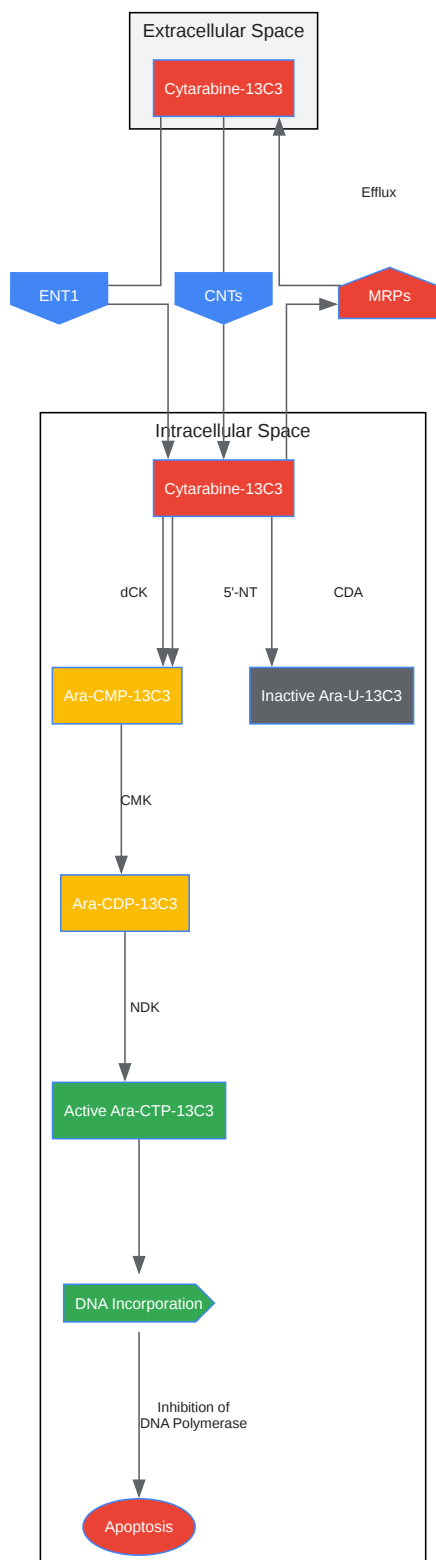 Extracellular Space
Cytarabine-13C3
Efflux
ENT1
CNTs
MRPs
Intracellular Space
Cytarabine-13C3
dCK
5'-NT
CDA
Ara-CMP-13C3
Inactive Ara-U-13C3
CMK
Ara-CDP-13C3
NDK
Active Ara-CTP-13C3
DNA Incorporation
Inhibition of
DNA Polymerase
Apoptosis